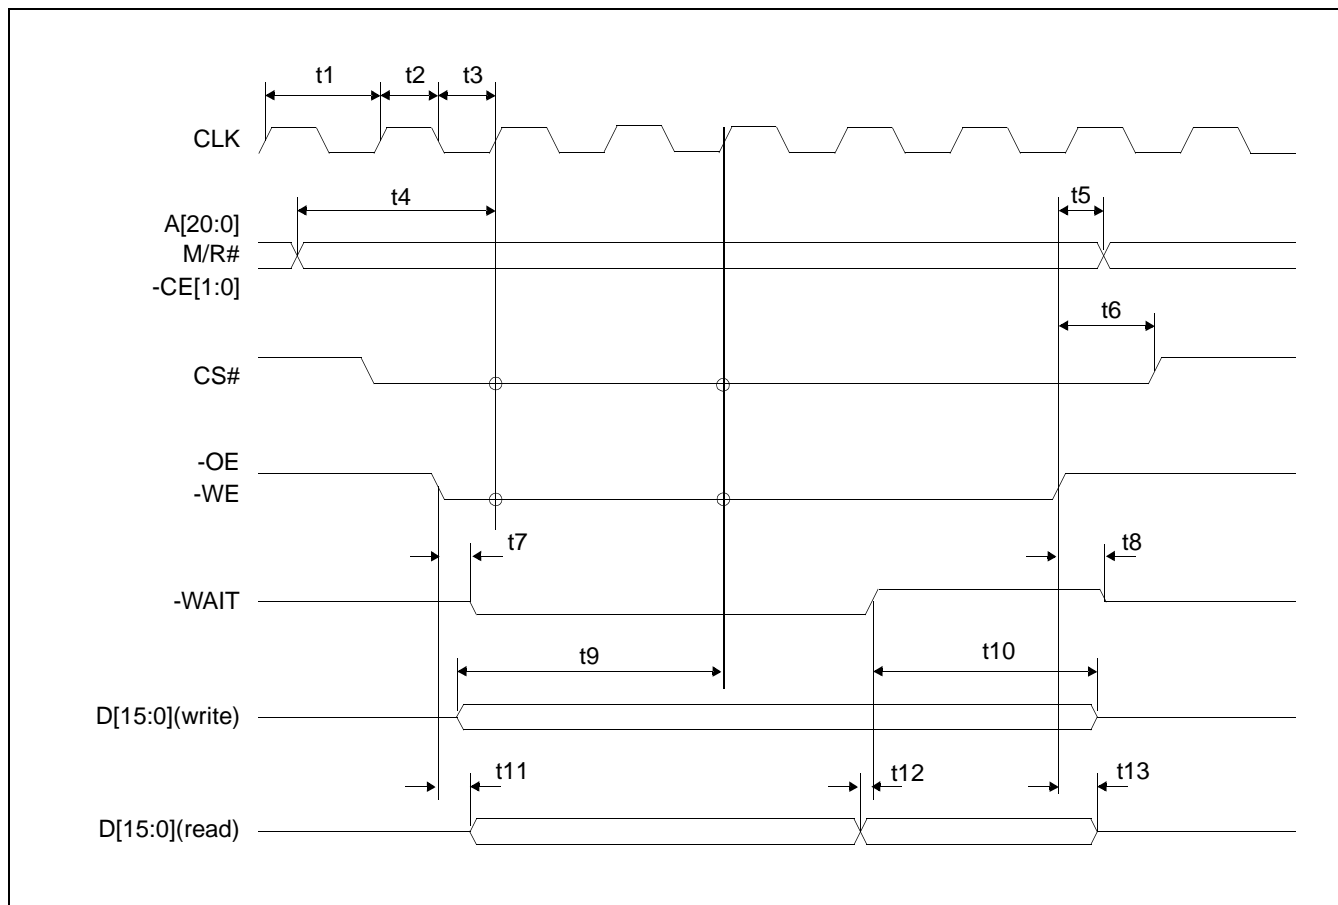 t1
t2
t3
CLK
t4
t5
A[20:0]
M/R#
-CE[1:0]
t6
CS#
-OE
-WE
t7
t8
-WAIT
t9
t10
D[15:0](write)
t11
t12
t13
D[15:0](read)